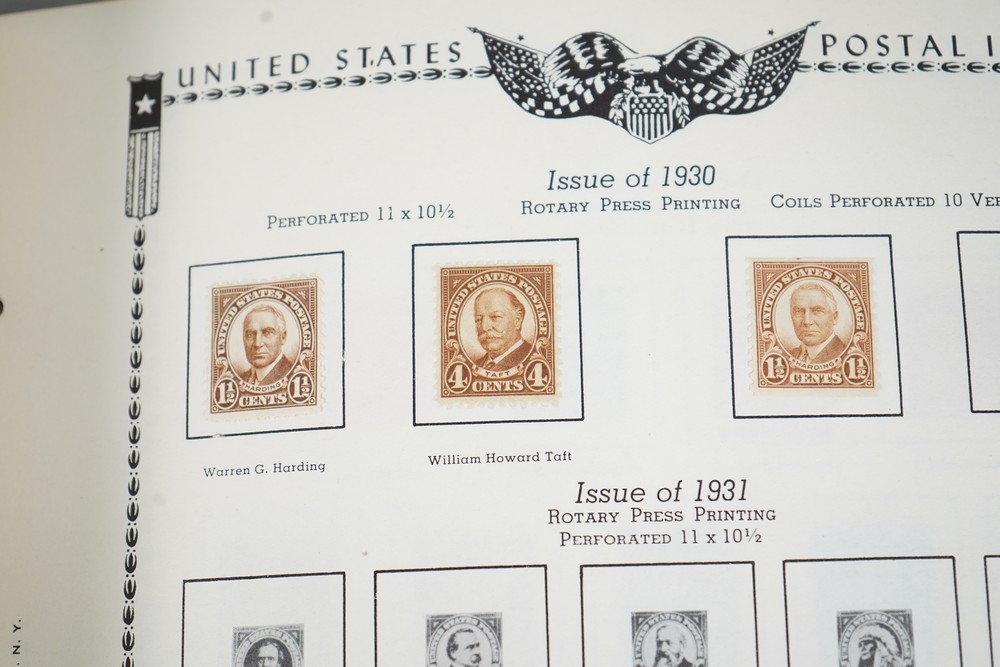 UNITED STATES POSTAL
Issue of 1930
PERFORATED 11 x 10½ ROTARY PRESS PRINTING COILS PERFORATED 10
UNITED STATES POSTAGE
HARDING
1½ CENTS 1½
UNITED STATES POSTAGE
TAFT
4 CENTS 4
UNITED STATES POSTAGE
HARDING
1½ CENTS 1½
Warren G. Harding
William Howard Taft
Issue of 1931
ROTARY PRESS PRINTING
PERFORATED 11 x 10½
N. Y.